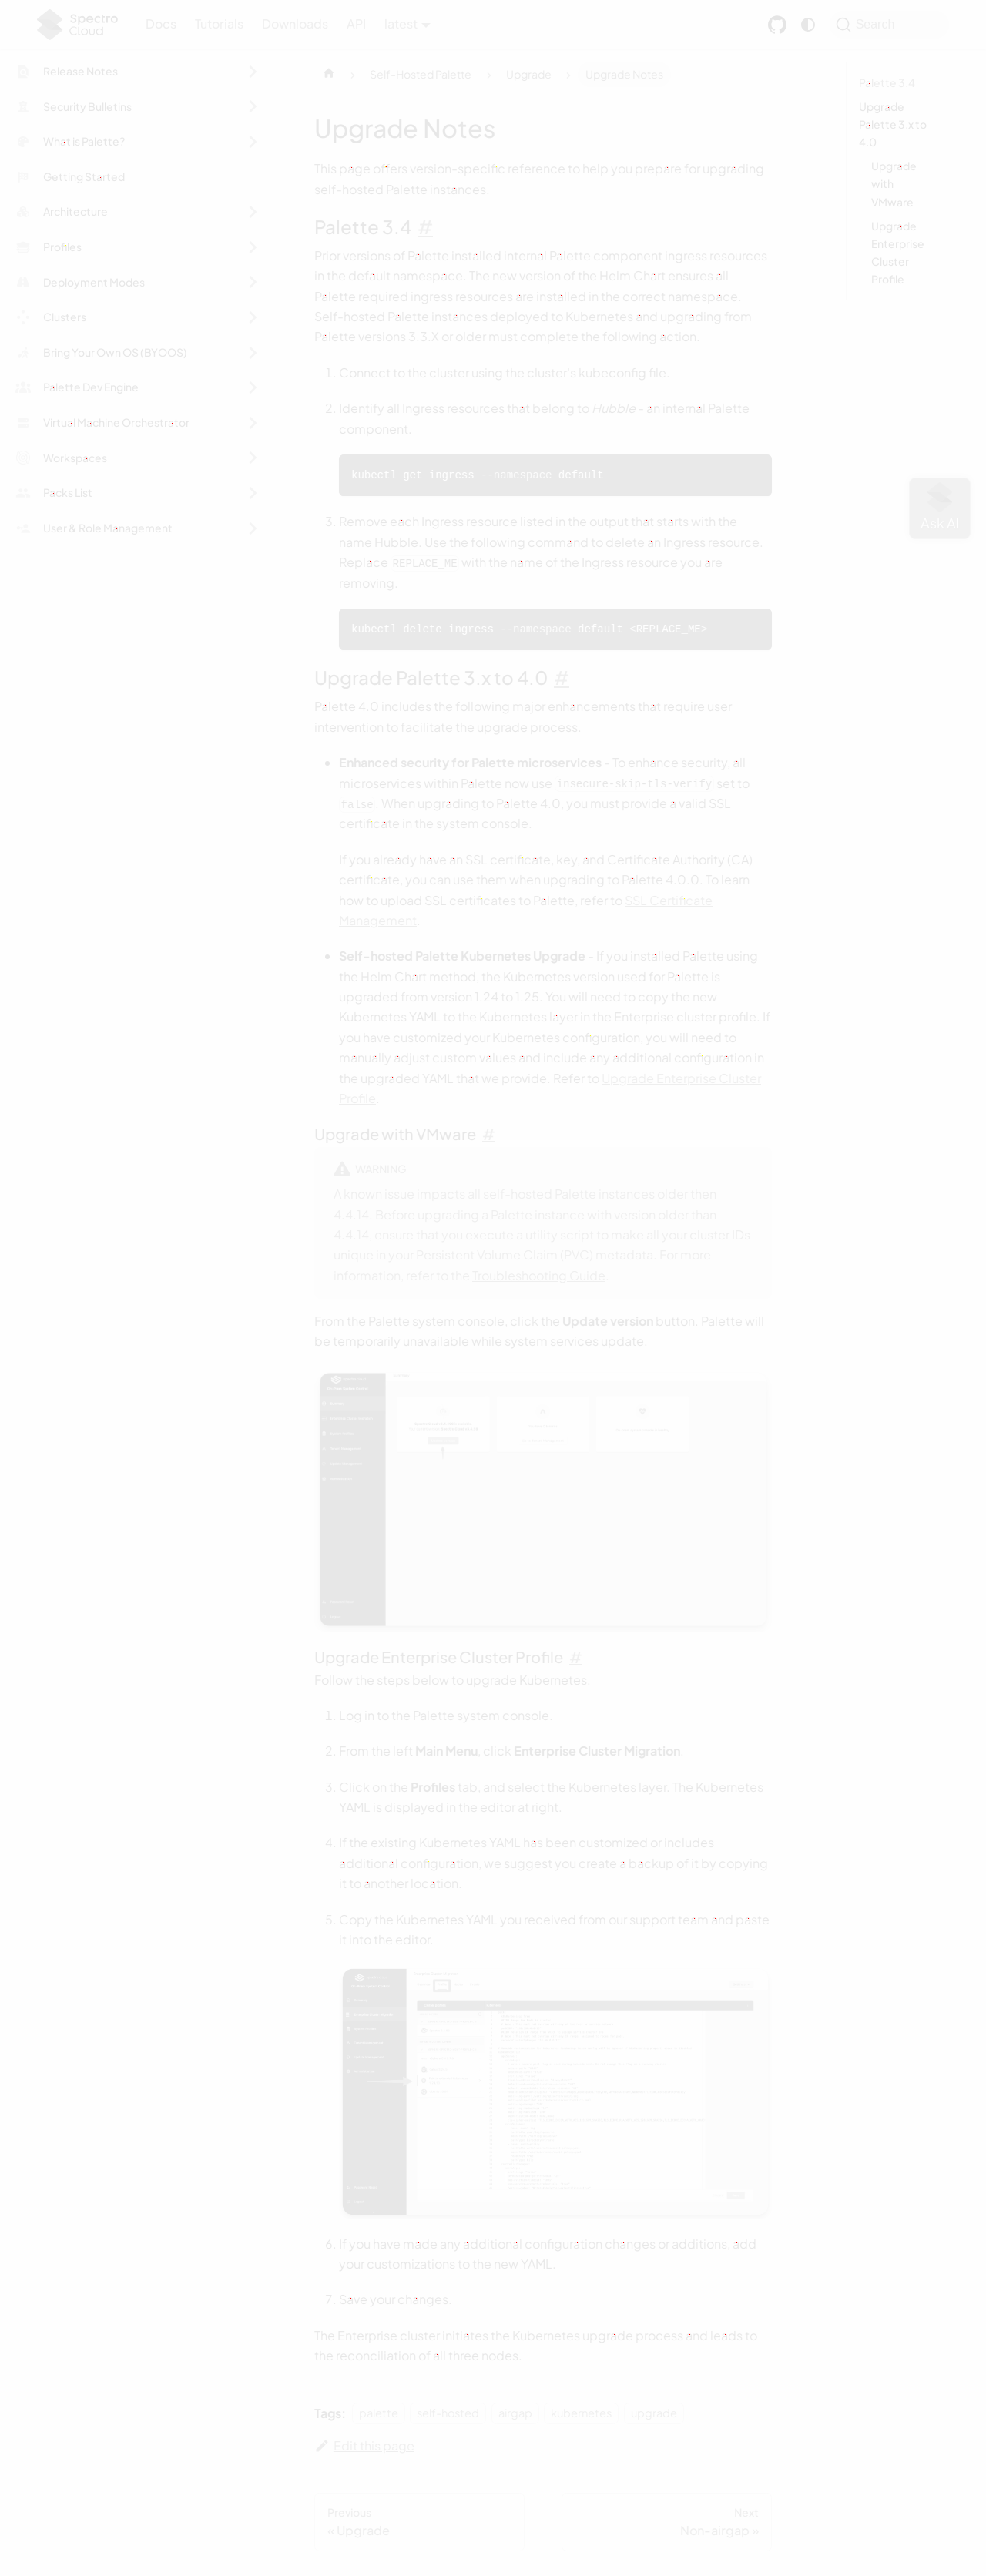 Spectro Cloud
Docs
Tutorials
Downloads
API
latest
Search
Release Notes
Security Bulletins
What is Palette?
Getting Started
Architecture
Profiles
Deployment Modes
Clusters
Bring Your Own OS (BYOOS)
Palette Dev Engine
Virtual Machine Orchestrator
Workspaces
Packs List
User & Role Management
Self-Hosted Palette
Upgrade
Upgrade Notes
Upgrade Notes
This page offers version-specific reference to help you prepare for upgrading
self-hosted Palette instances.
Palette 3.4 #
Prior versions of Palette installed internal Palette component ingress resources
in the default namespace. The new version of the Helm Chart ensures all
Palette required ingress resources are installed in the correct namespace.
Self-hosted Palette instances deployed to Kubernetes and upgrading from
Palette versions 3.3.X or older must complete the following action.
1. Connect to the cluster using the cluster's kubeconfig file.
2. Identify all Ingress resources that belong to Hubble - an internal Palette
component.
kubectl get ingress --namespace default
3. Remove each Ingress resource listed in the output that starts with the
name Hubble. Use the following command to delete an Ingress resource.
Replace REPLACE_ME with the name of the Ingress resource you are
removing.
kubectl delete ingress --namespace default <REPLACE_ME>
Upgrade Palette 3.x to 4.0 #
Palette 4.0 includes the following major enhancements that require user
intervention to facilitate the upgrade process.
• Enhanced security for Palette microservices - To enhance security, all
microservices within Palette now use insecure-skip-tls-verify set to
false. When upgrading to Palette 4.0, you must provide a valid SSL
certificate in the system console.
If you already have an SSL certificate, key, and Certificate Authority (CA)
certificate, you can use them when upgrading to Palette 4.0.0. To learn
how to upload SSL certificates to Palette, refer to SSL Certificate
Management.
• Self-hosted Palette Kubernetes Upgrade - If you installed Palette using
the Helm Chart method, the Kubernetes version used for Palette is
upgraded from version 1.24 to 1.25. You will need to copy the new
Kubernetes YAML to the Kubernetes layer in the Enterprise cluster profile. If
you have customized your Kubernetes configuration, you will need to
manually adjust custom values and include any additional configuration in
the upgraded YAML that we provide. Refer to Upgrade Enterprise Cluster
Profile.
Upgrade with VMware #
WARNING
A known issue impacts all self-hosted Palette instances older then
4.4.14. Before upgrading a Palette instance with version older than
4.4.14, ensure that you execute a utility script to make all your cluster IDs
unique in your Persistent Volume Claim (PVC) metadata. For more
information, refer to the Troubleshooting Guide.
From the Palette system console, click the Update version button. Palette will
be temporarily unavailable while system services update.
Upgrade Enterprise Cluster Profile #
Follow the steps below to upgrade Kubernetes.
1. Log in to the Palette system console.
2. From the left Main Menu, click Enterprise Cluster Migration.
3. Click on the Profiles tab, and select the Kubernetes layer. The Kubernetes
YAML is displayed in the editor at right.
4. If the existing Kubernetes YAML has been customized or includes
additional configuration, we suggest you create a backup of it by copying
it to another location.
5. Copy the Kubernetes YAML you received from our support team and paste
it into the editor.
6. If you have made any additional configuration changes or additions, add
your customizations to the new YAML.
7. Save your changes.
The Enterprise cluster initiates the Kubernetes upgrade process and leads to
the reconciliation of all three nodes.
Tags:
palette
self-hosted
airgap
kubernetes
upgrade
Edit this page
Previous
« Upgrade
Next
Non-airgap »
Palette 3.4
Upgrade
Palette 3.x to
4.0
Upgrade
with
VMware
Upgrade
Enterprise
Cluster
Profile
Ask AI